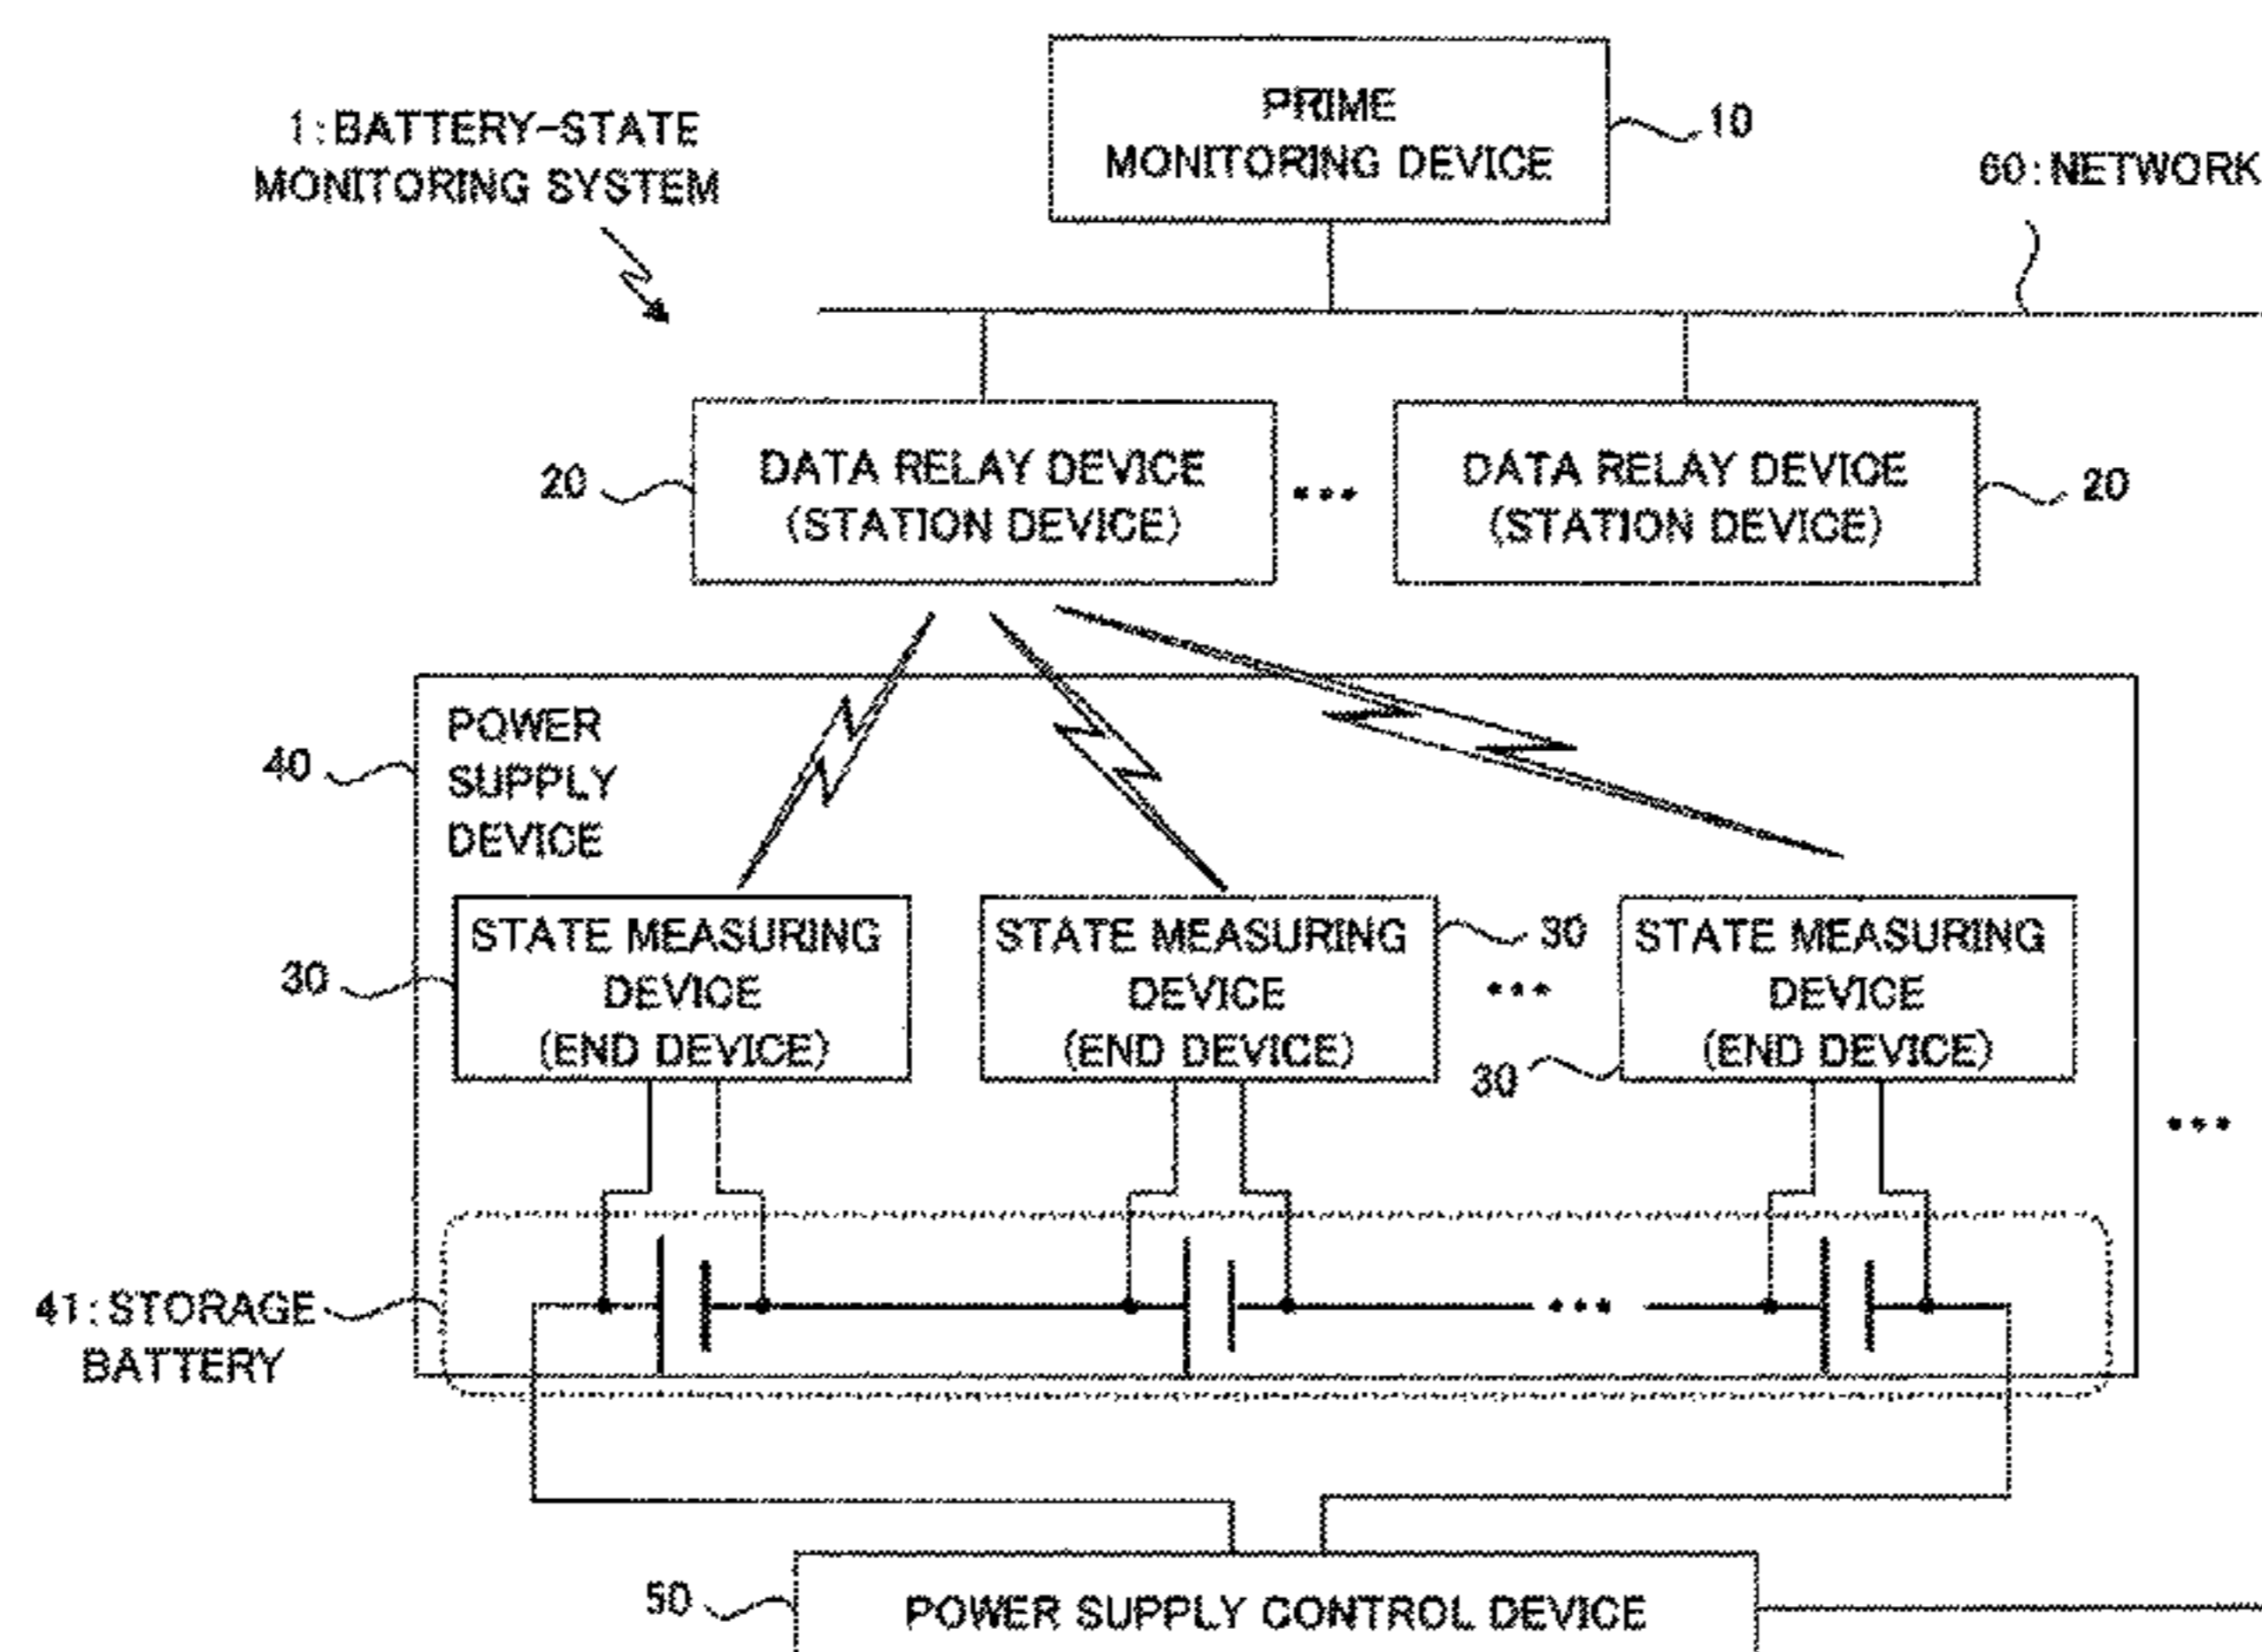 PRIME
MONITORING DEVICE
10
1:BATTERY-STATE
MONITORING SYSTEM
60:NETWORK
20
DATA RELAY DEVICE
(STATION DEVICE)
•••
DATA RELAY DEVICE
(STATION DEVICE)
20
40
POWER
SUPPLY
DEVICE
30
STATE MEASURING
DEVICE
(END DEVICE)
STATE MEASURING
DEVICE
(END DEVICE)
30
•••
30
STATE MEASURING
DEVICE
(END DEVICE)
•••
41:STORAGE
BATTERY
•••
50
POWER SUPPLY CONTROL DEVICE